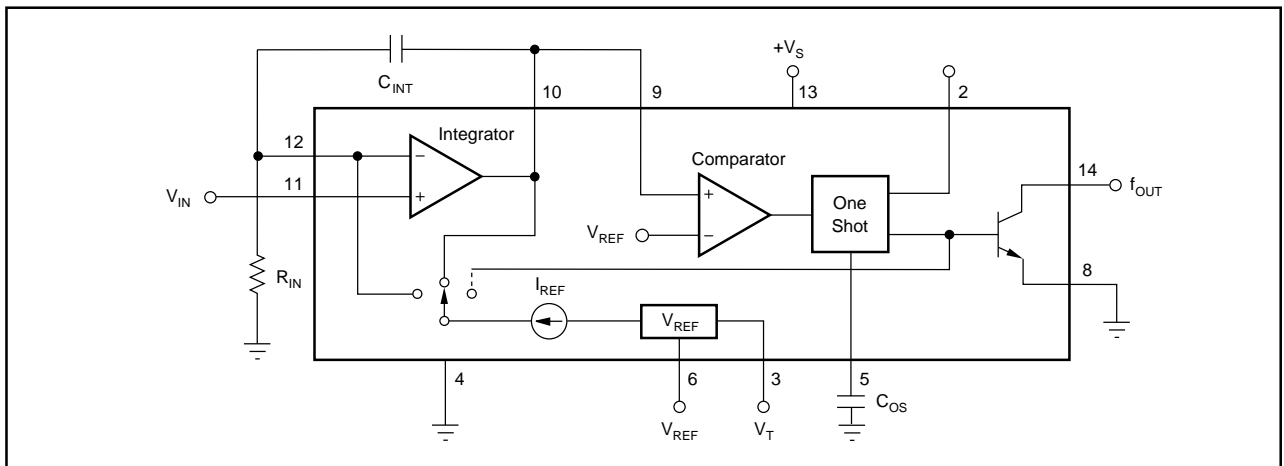 +V_S
C_INT
10
9
13
2
12
Integrator
Comparator
14
V_IN
11
−
+
+
−
One
Shot
f_OUT
V_REF
8
R_IN
I_REF
V_REF
4
6
3
5
C_OS
V_REF
V_T